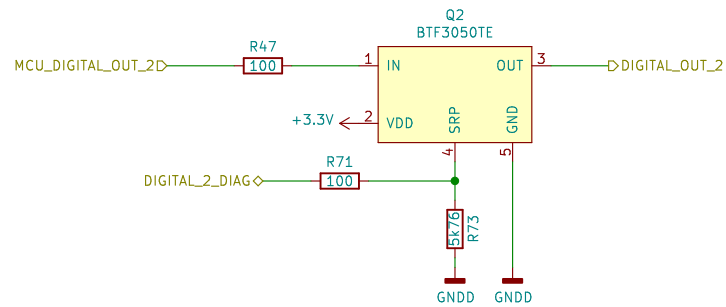 Q2
BTF3050TE
R47
MCU_DIGITAL_OUT_2
100
1
IN
OUT
3
DIGITAL_OUT_2
+3.3V
2
VDD
SRP
GND
4
5
R71
DIGITAL_2_DIAG
100
5k76
R73
GNDD
GNDD